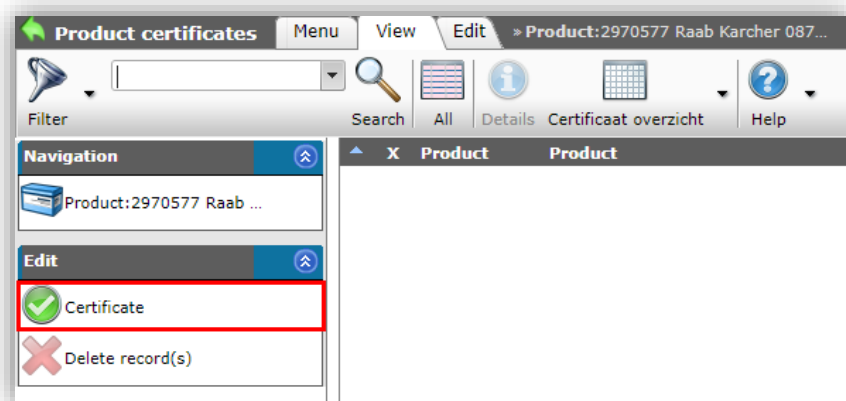 Product certificates Menu View Edit » Product:2970577 Raab Karcher 087...
Filter Search All Details Certificaat overzicht Help
Navigation X Product Product
Product:2970577 Raab ...
Edit
Certificate
Delete record(s)